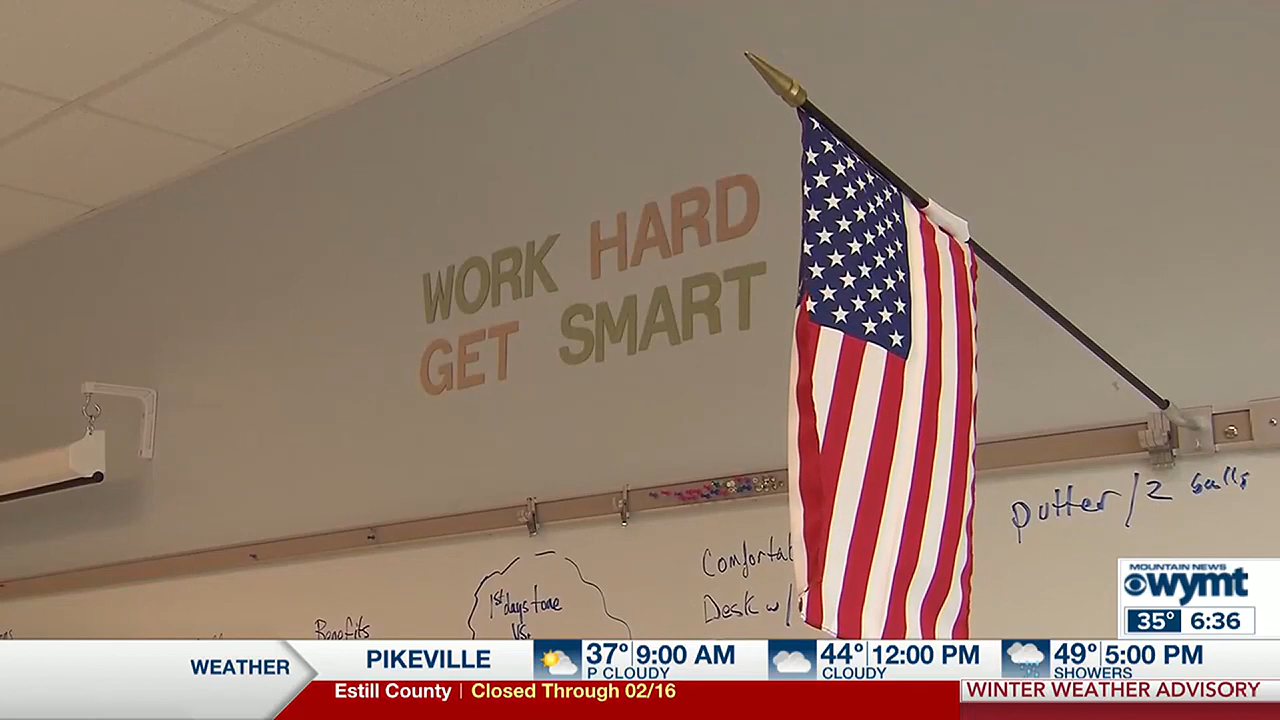 WORK HARD
GET SMART
putter / 2 balls
Comfortab
Desk w/
1st days tone
vs.
Benefits
MOUNTAIN NEWS
wymt
35° 6:36
WEATHER
PIKEVILLE
37° 9:00 AM
P CLOUDY
44° 12:00 PM
CLOUDY
49° 5:00 PM
SHOWERS
Estill County | Closed Through 02/16
WINTER WEATHER ADVISORY